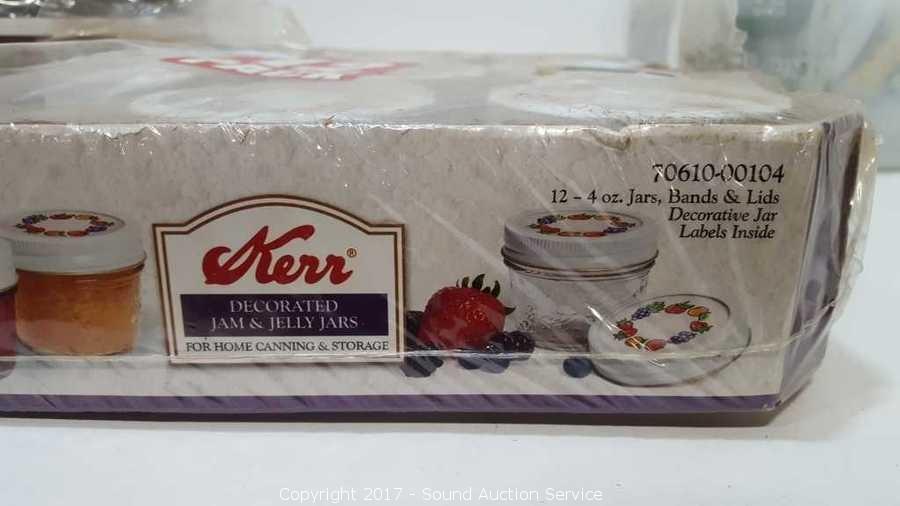 PACK
70610-00104
12 - 4 oz. Jars, Bands & Lids
Decorative Jar
Labels Inside
Kerr®
DECORATED
JAM & JELLY JARS
FOR HOME CANNING & STORAGE
Copyright 2017 - Sound Auction Service